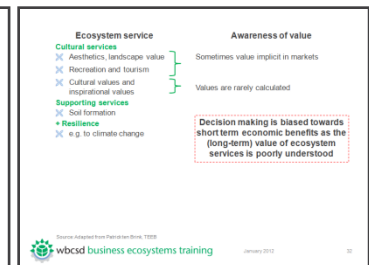 Ecosystem service
Awareness of value
Cultural services
Aesthetics, landscape value
Recreation and tourism
Sometimes value implicit in markets
Cultural values and
inspirational values
Values are rarely calculated
Supporting services
Soil formation
+ Resilience
e.g. to climate change
Decision making is biased towards
short term economic benefits as the
(long-term) value of ecosystem
services is poorly understood
Source: Adapted from Patrick ten Brink, TEEB
wbcsd business ecosystems training
January 2012
32